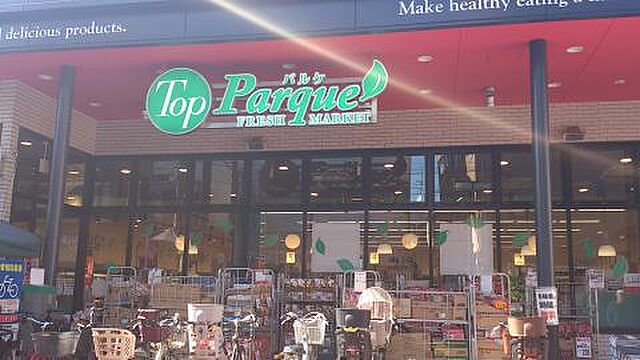 d delicious products.
Make healthy eating a
Top
パルケ
Parque
FRESH MARKET